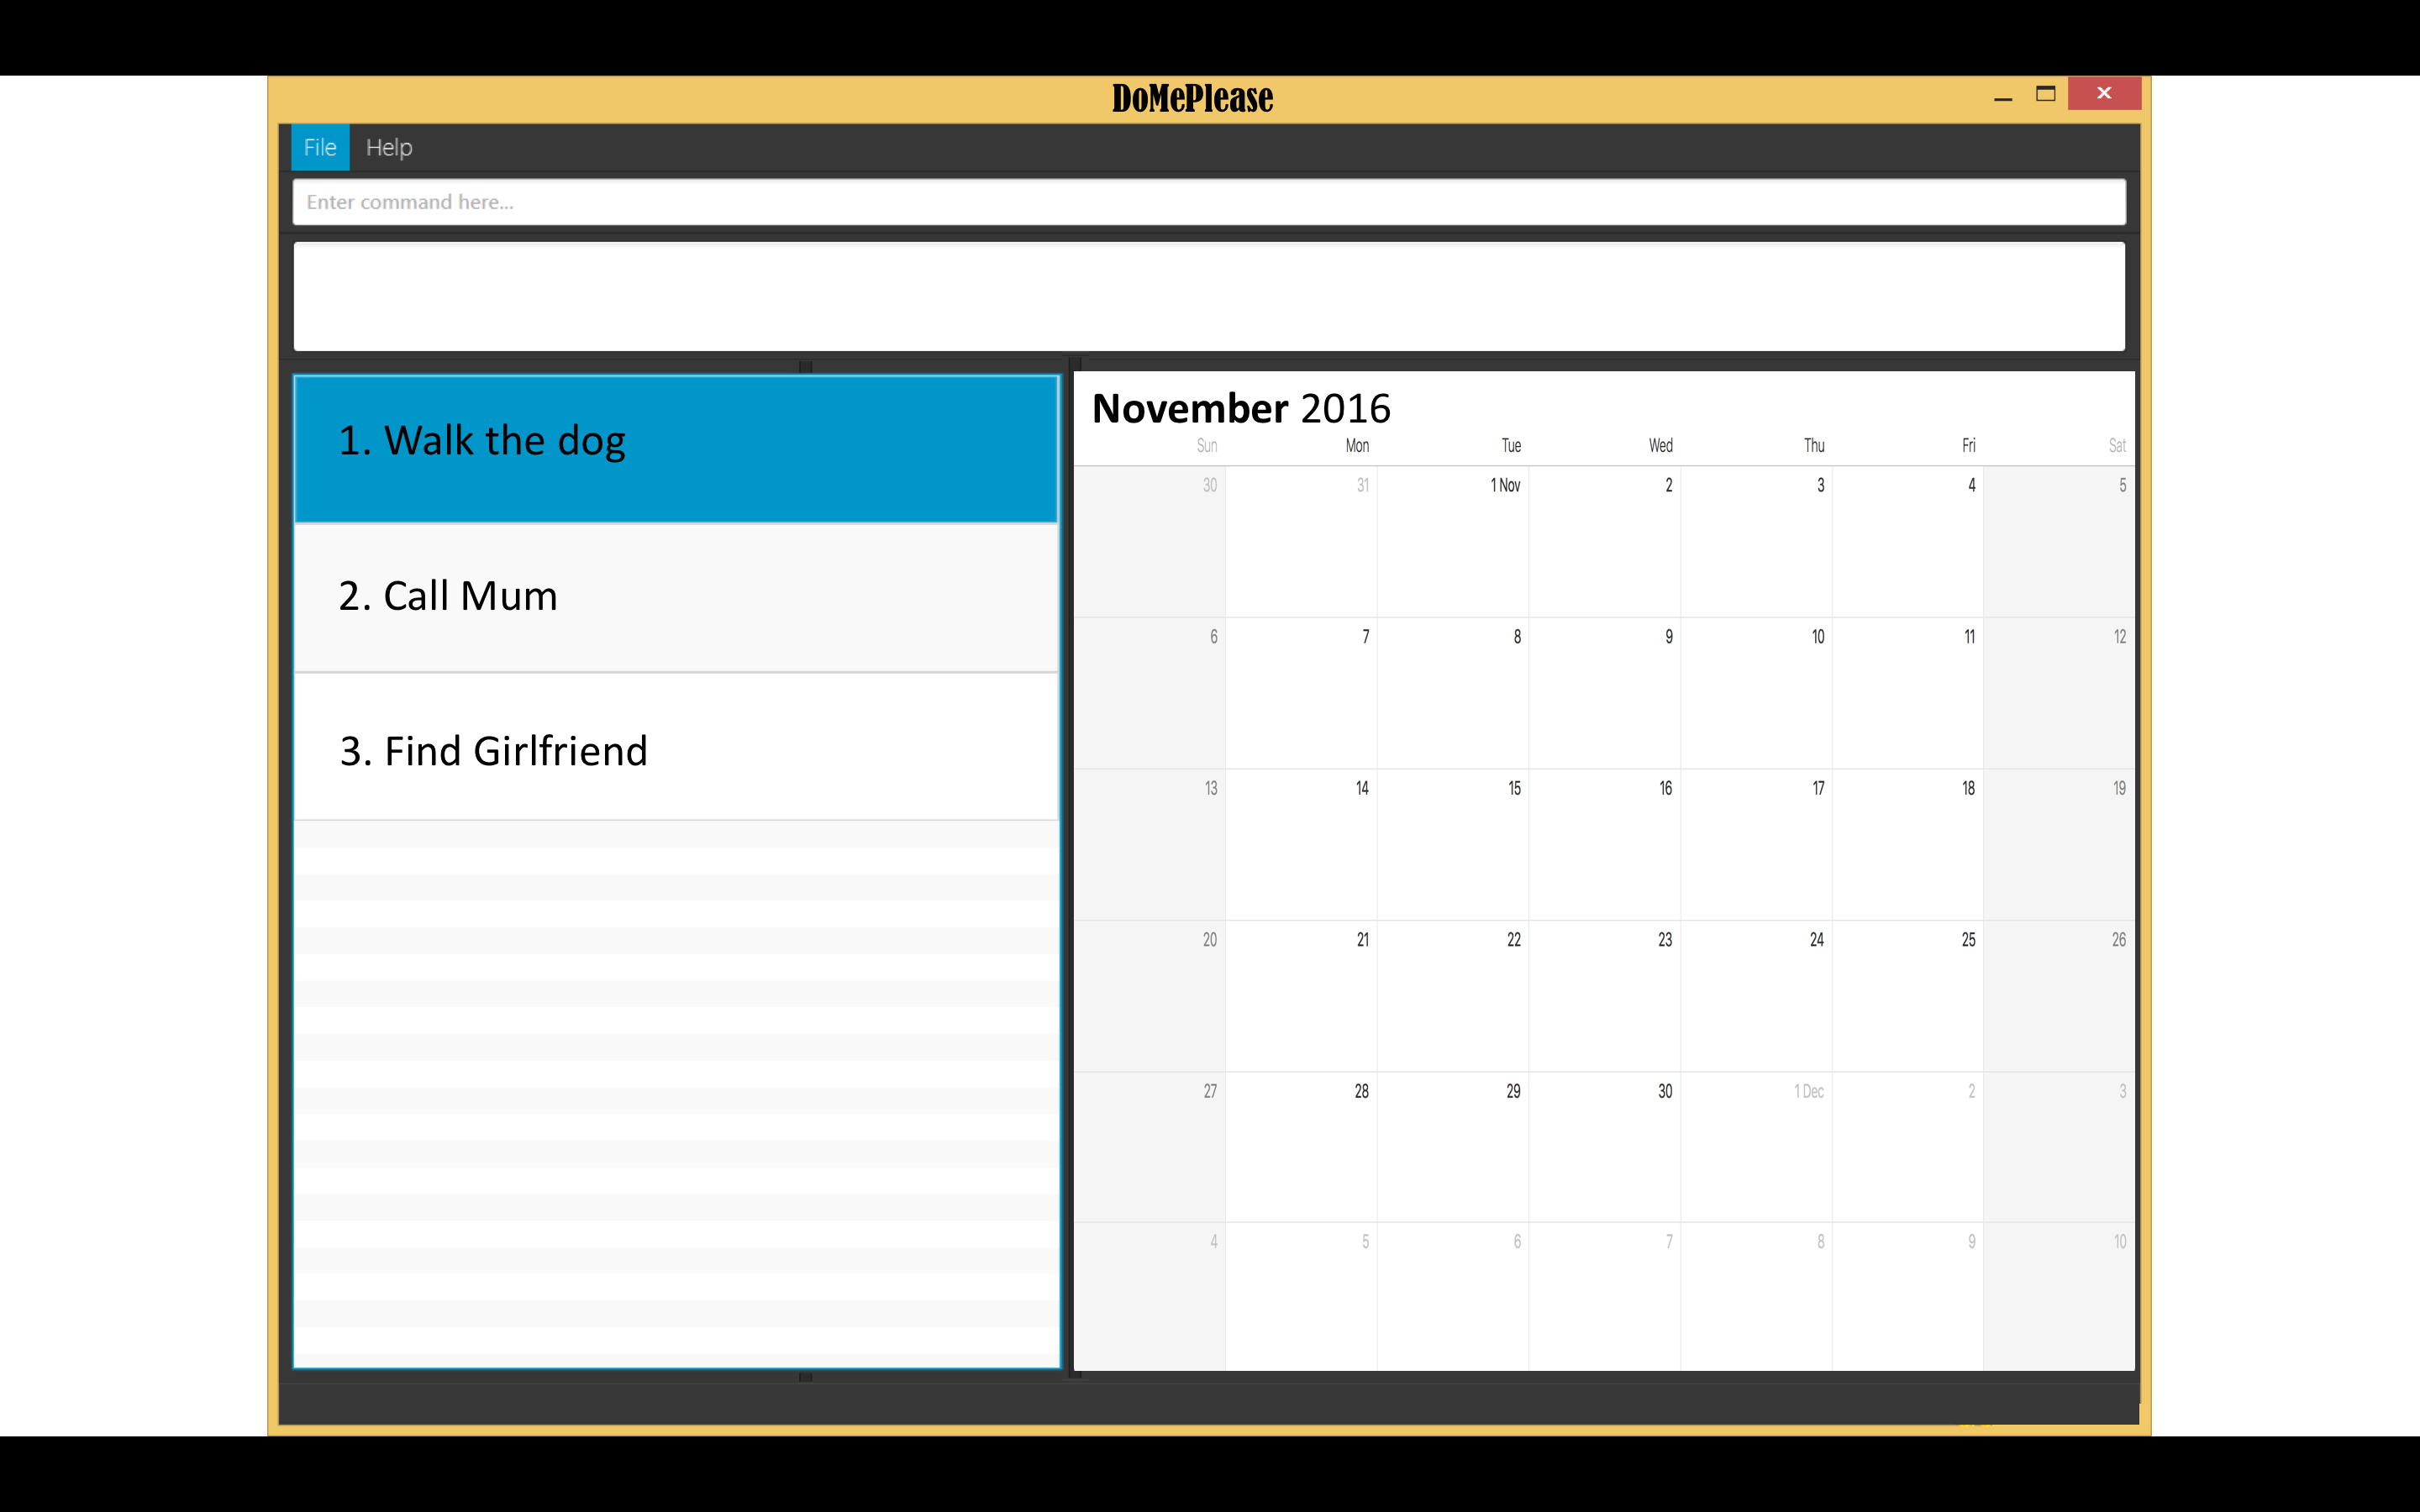 DoMePlease
File Help
Enter command here...
1. Walk the dog
2. Call Mum
3. Find Girlfriend
November 2016
Sun Mon Tue Wed Thu Fri Sat
30 31 1 Nov 2 3 4 5
6 7 8 9 10 11 12
13 14 15 16 17 18 19
20 21 22 23 24 25 26
27 28 29 30 1 Dec 2 3
4 5 6 7 8 9 10